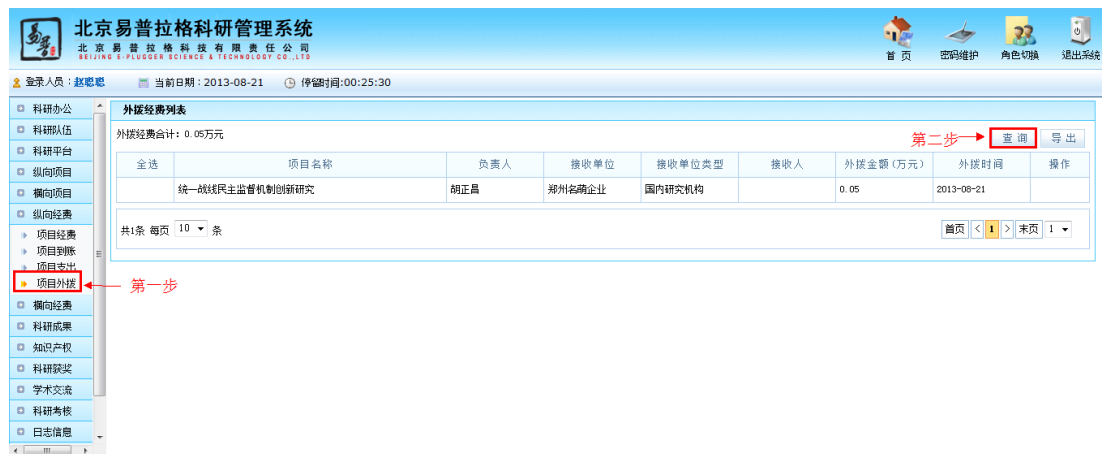 北京易普拉格科研管理系统
北京易普拉格科技有限责任公司
BEIJING E-PLUGGER SCIENCE & TECHNOLOGY CO.,LTD
首 页 密码维护 角色切换 退出系统
登录人员：赵聪聪 当前日期：2013-08-21 停留时间:00:25:30
科研办公
科研队伍
科研平台
纵向项目
横向项目
纵向经费
项目经费
项目到账
项目支出
项目外拨
横向经费
科研成果
知识产权
科研获奖
学术交流
科研考核
日志信息
第一步
外拨经费列表
外拨经费合计：0.05万元
第二步 查 询 导 出
全选 项目名称 负责人 接收单位 接收单位类型 接收人 外拨金额(万元) 外拨时间 操作
统一战线民主监督机制创新研究 胡正昌 郑州名萌企业 国内研究机构 0.05 2013-08-21
共1条 每页 10 条 首页 < 1 > 末页 1